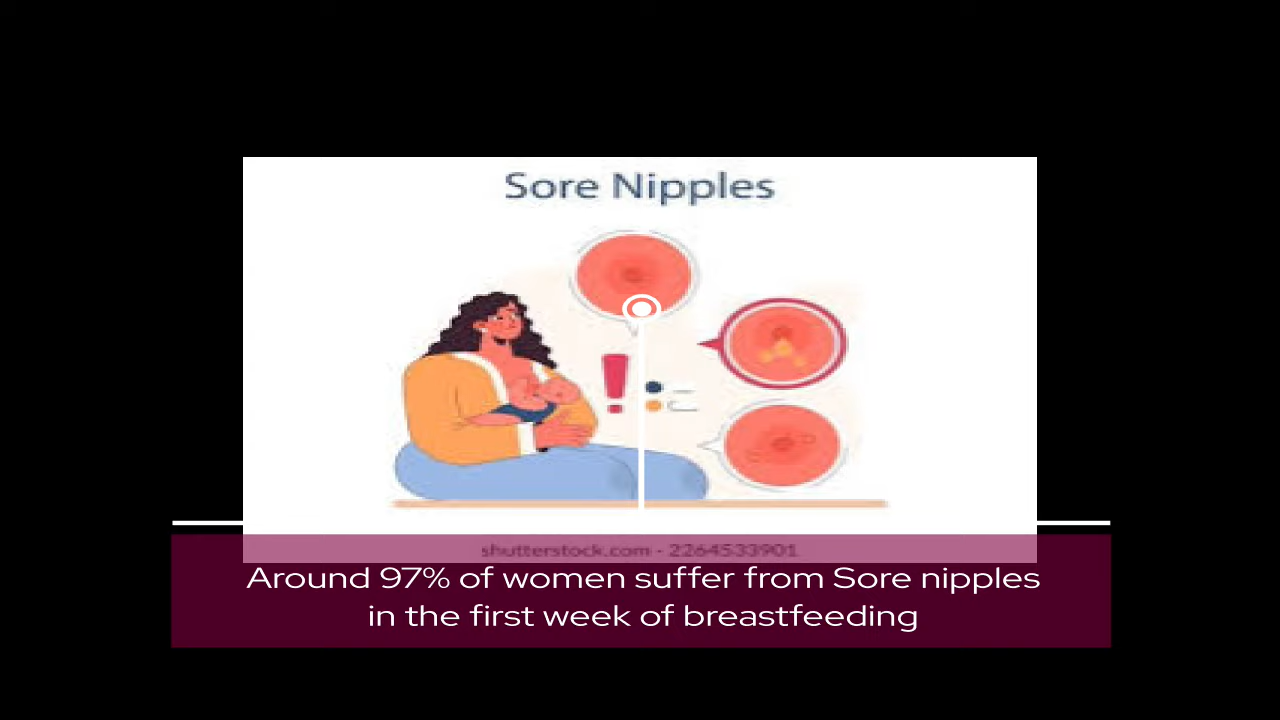 Sore Nipples
shutterstock.com - 2264533901
Around 97% of women suffer from Sore nipples
in the first week of breastfeeding